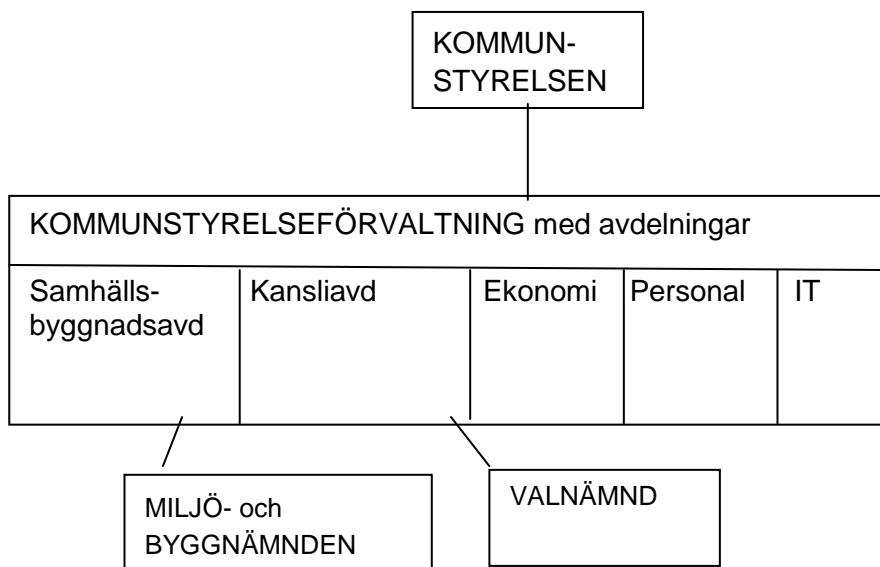 KOMMUN-
STYRELSEN
KOMMUNSTYRELSEFÖRVALTNING med avdelningar
Samhälls-
byggnadsavd
Kansliavd
Ekonomi
Personal
IT
MILJÖ- och
BYGGNÄMNDEN
VALNÄMND